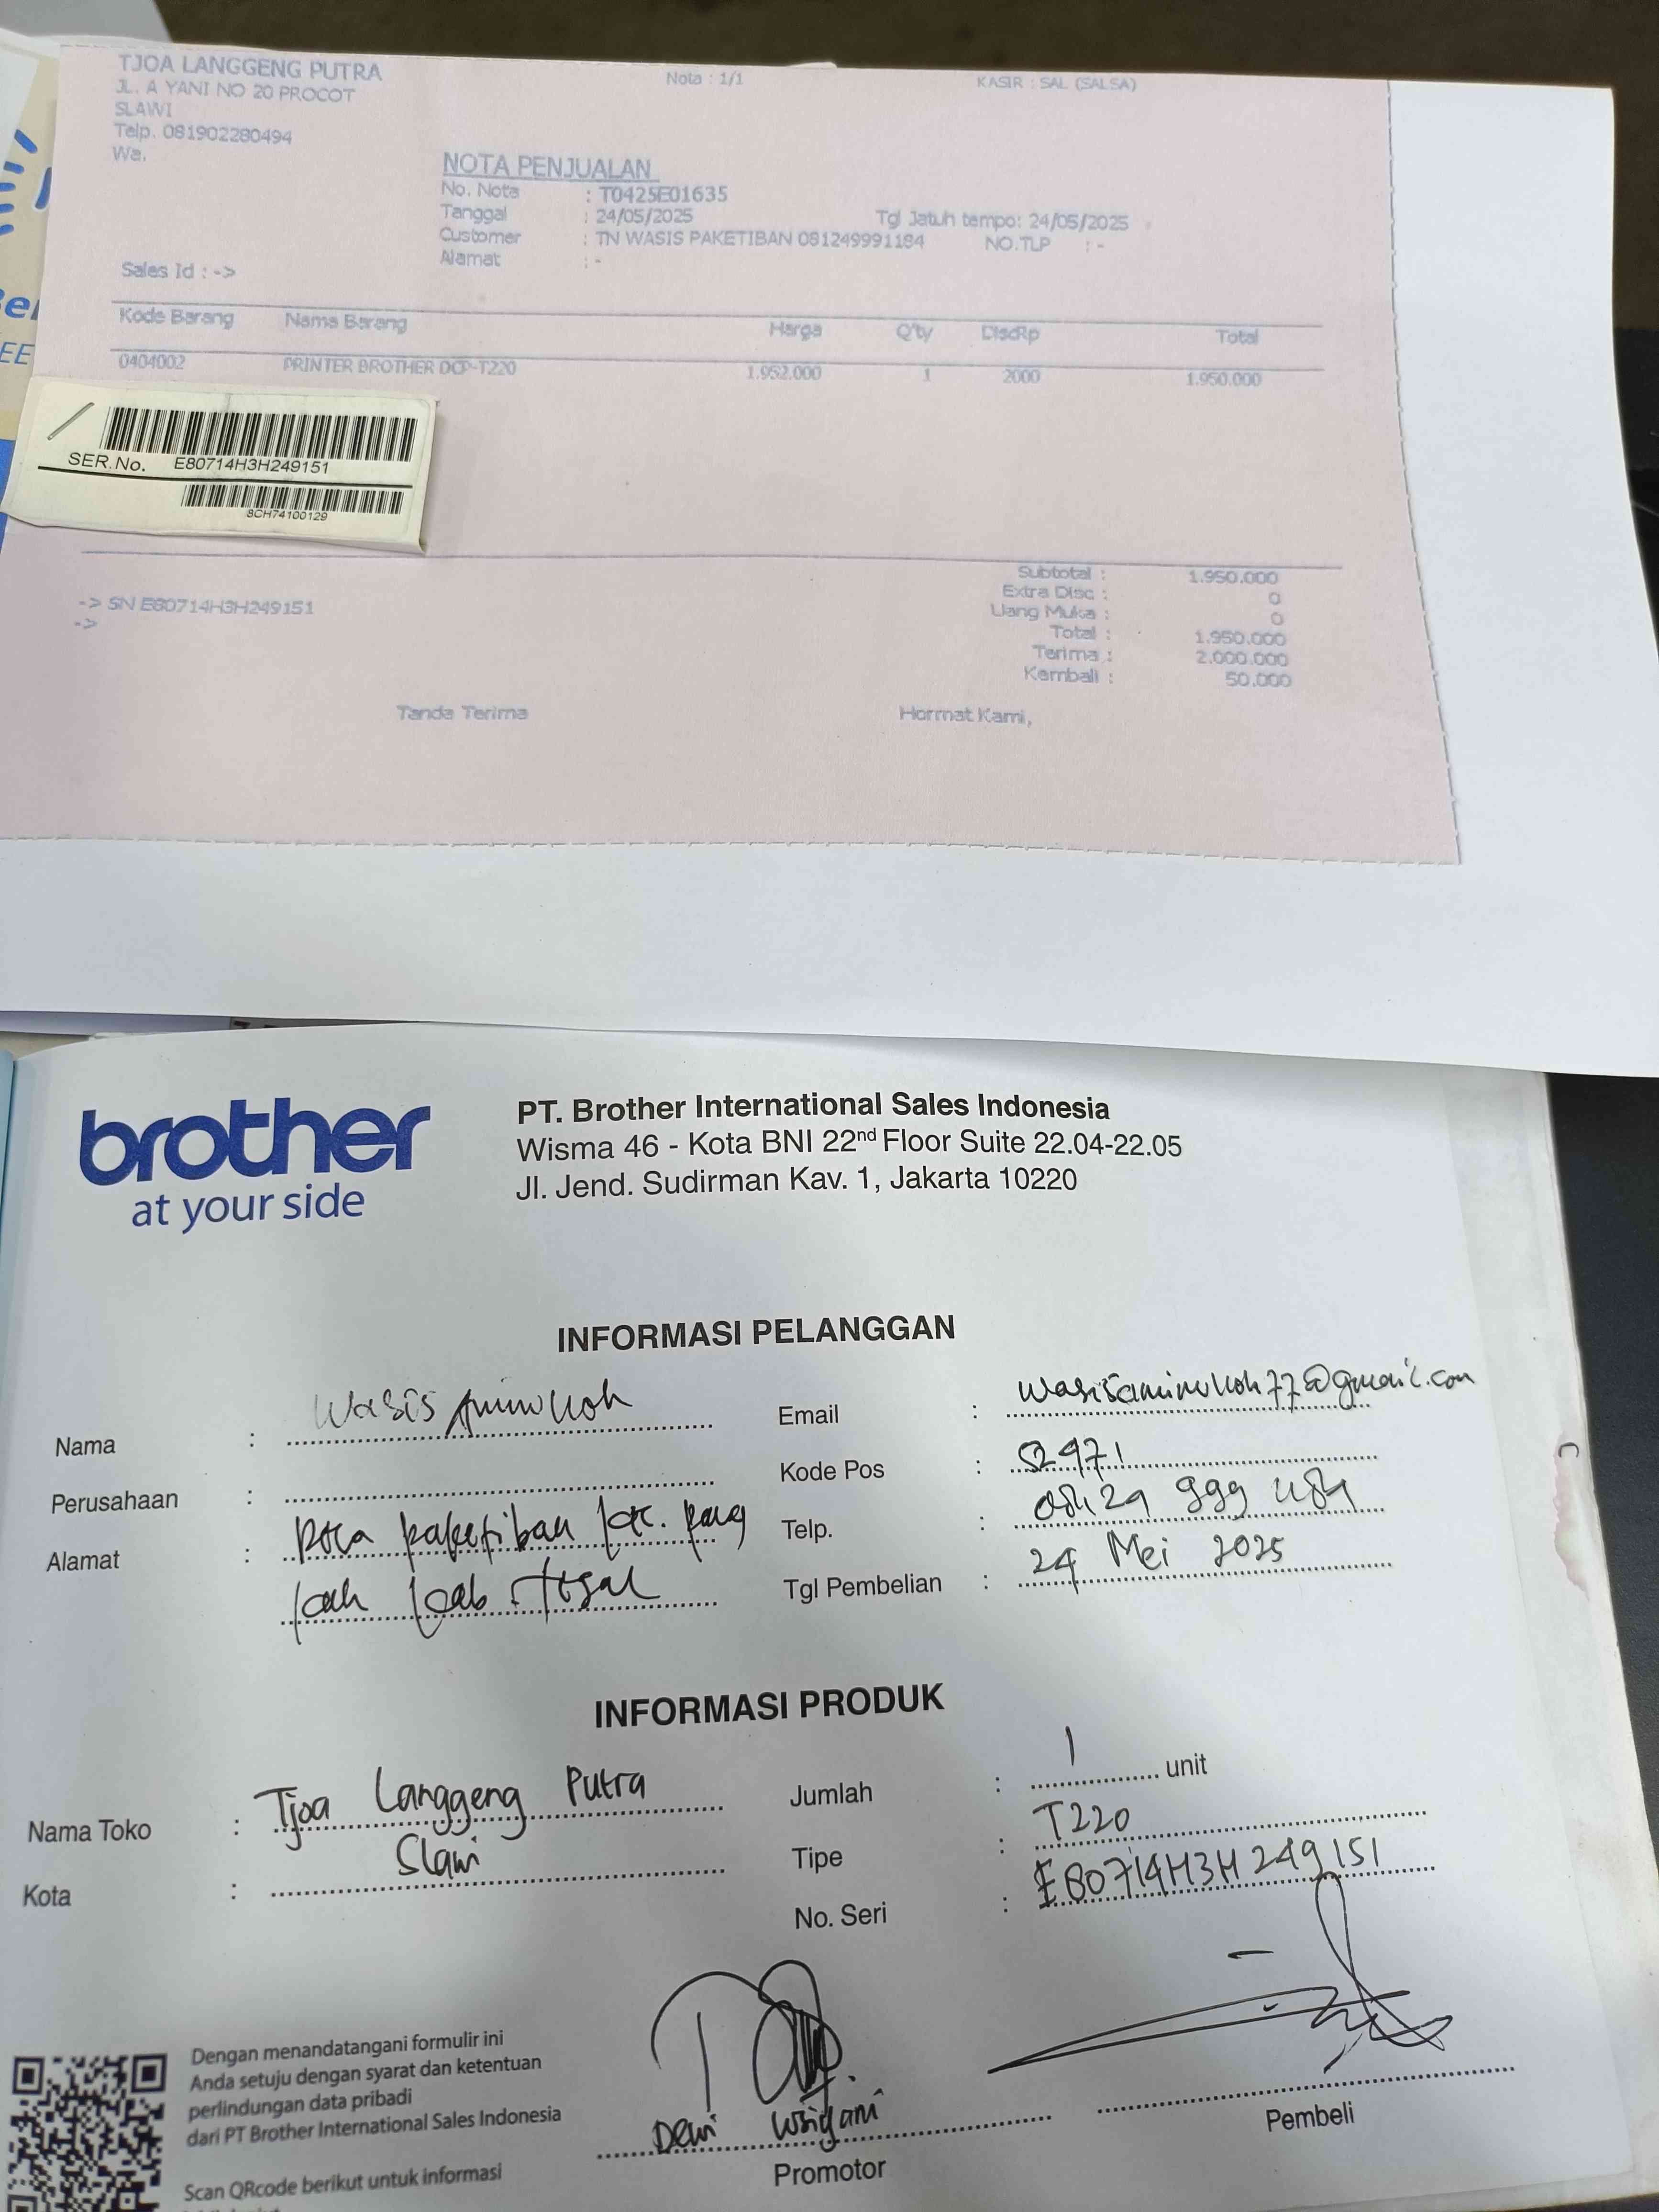 TJOA LANGGENG PUTRA
JL. A YANI NO 20 PROCOT
SLAWI
Telp. 081902280494
Wa.
Nota : 1/1
KASIR : SAL (SALSA)
NOTA PENJUALAN
No. Nota : T0425E01635
Tanggal : 24/05/2025 Tgl Jatuh tempo: 24/05/2025
Customer : TN WASIS PAKETIBAN 081249991184 NO.TLP : -
Alamat : -
Sales Id : ->
Kode Barang Nama Barang Harga Q'ty DiscRp Total
0404002 PRINTER BROTHER DCP-T220 1.952.000 1 2000 1.950.000
SER.No. E80714H3H249151
8CH74100129
-> SN E80714H3H249151
->
Subtotal : 1.950.000
Extra Disc : 0
Uang Muka : 0
Total : 1.950.000
Terima : 2.000.000
Kembali : 50.000
Tanda Terima Hormat Kami,
brother
at your side
PT. Brother International Sales Indonesia
Wisma 46 - Kota BNI 22nd Floor Suite 22.04-22.05
Jl. Jend. Sudirman Kav. 1, Jakarta 10220
INFORMASI PELANGGAN
Nama : Wasis
Perusahaan :
Alamat : paketiban
kab. tegal
Email :
Kode Pos : 52471
Telp. :
Tgl Pembelian : 24 Mei 2025
INFORMASI PRODUK
Nama Toko : Tjoa Langgeng Putra
Kota : Slawi
Jumlah : 1 unit
Tipe : T220
No. Seri : E80714H3H249151
Dengan menandatangani formulir ini
Anda setuju dengan syarat dan ketentuan
perlindungan data pribadi
dari PT Brother International Sales Indonesia
Scan QRcode berikut untuk informasi
Dewi
Promotor
Pembeli